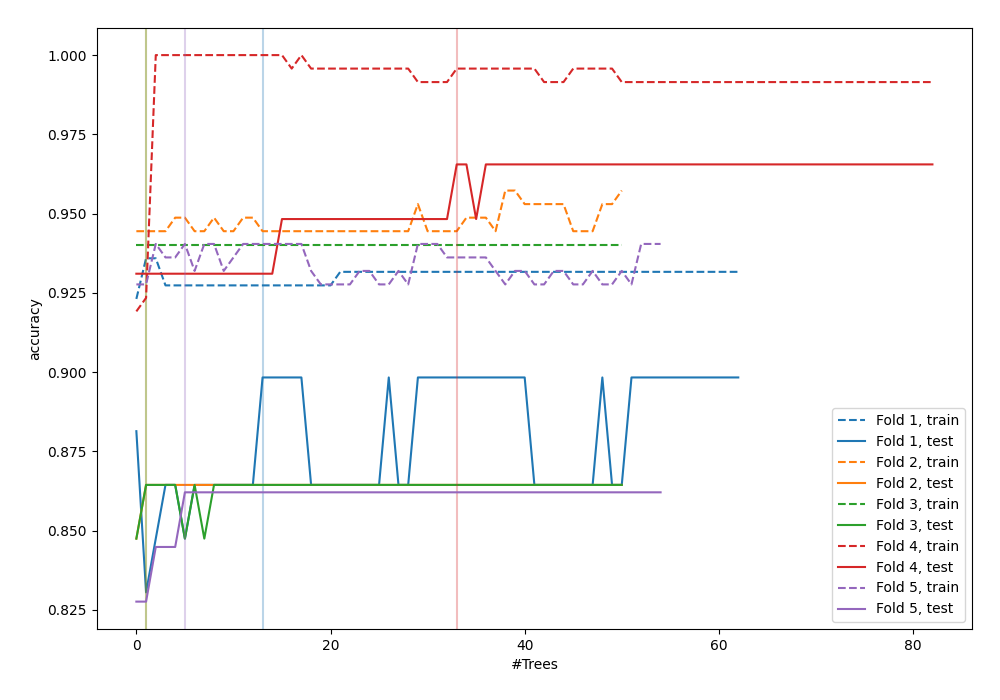 1.000
0.975
0.950
0.925
0.900
0.875
0.850
0.825
accuracy
0 20 40 60 80
#Trees
Fold 1, train
Fold 1, test
Fold 2, train
Fold 2, test
Fold 3, train
Fold 3, test
Fold 4, train
Fold 4, test
Fold 5, train
Fold 5, test